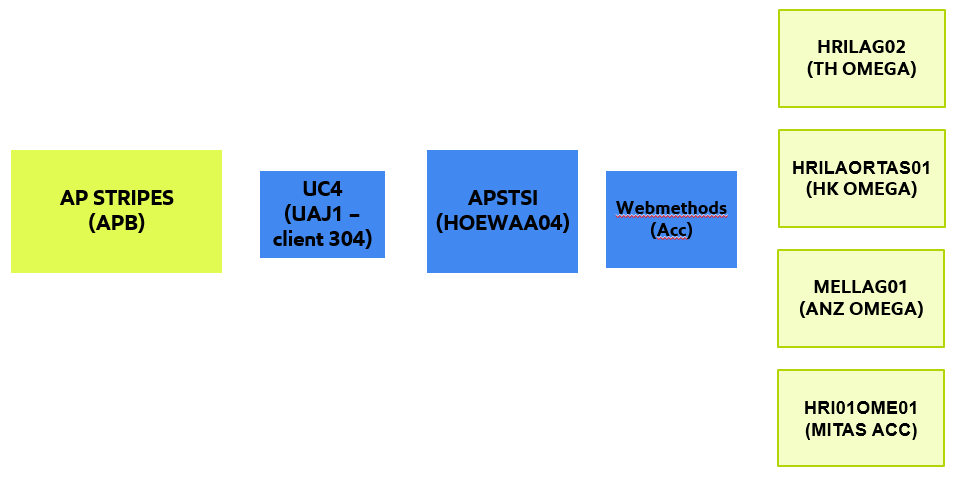 AP STRIPES
(APB)
UC4
(UAJ1 –
client 304)
APSTSI
(HOEWAA04)
Webmethods
(Acc)
HRILAG02
(TH OMEGA)
HRILAORTAS01
(HK OMEGA)
MELLAG01
(ANZ OMEGA)
HRI01OME01
(MITAS ACC)